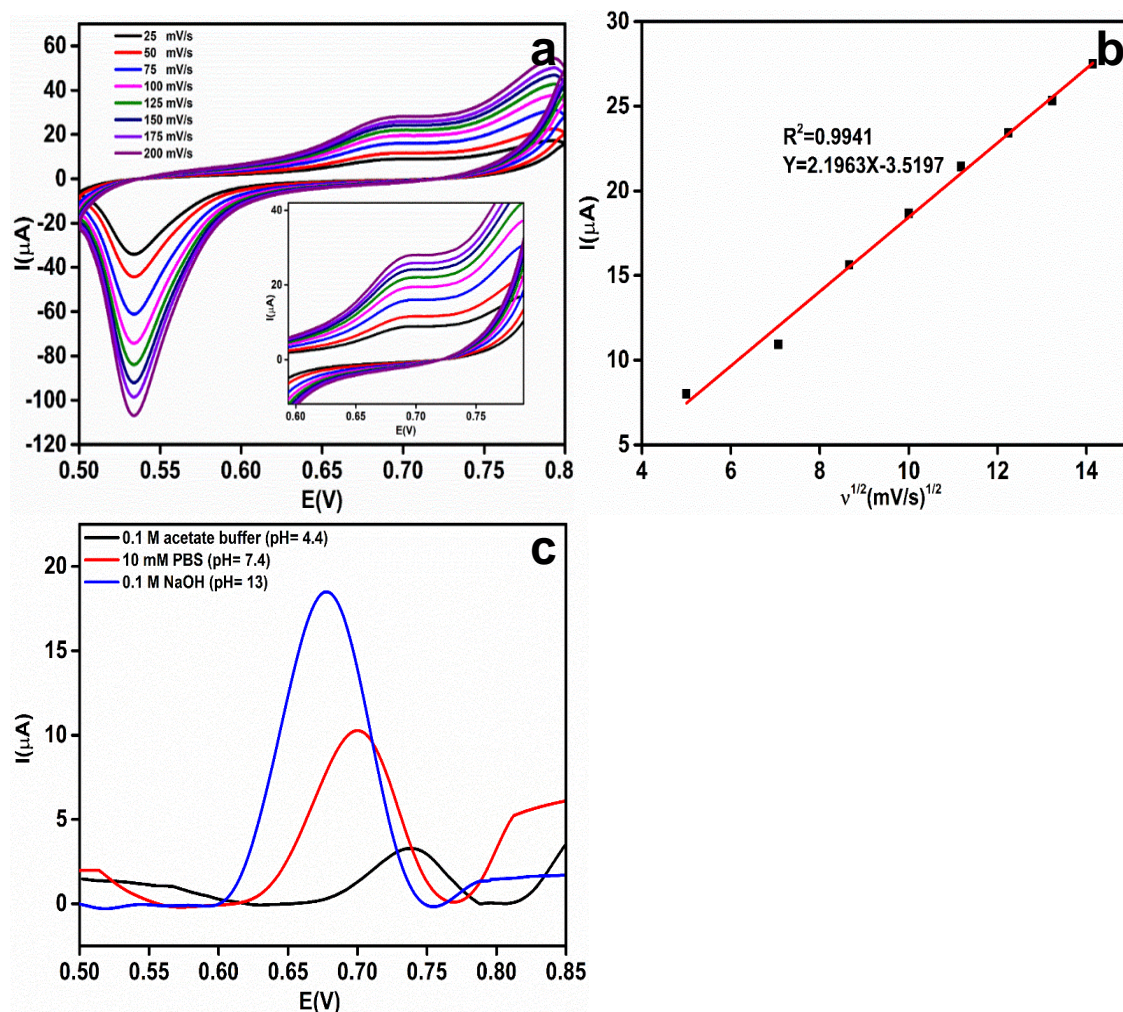 a
25 mV/s
50 mV/s
75 mV/s
100 mV/s
125 mV/s
150 mV/s
175 mV/s
200 mV/s
60
40
20
0
-20
-40
-60
-80
-100
-120
I(μA)
0.50
0.55
0.60
0.65
0.70
0.75
0.8
E(V)
40
20
0
I(μA)
0.60
0.65
0.70
0.75
E(V)
b
R²=0.9941
Y=2.1963X-3.5197
30
25
20
15
10
5
I(μA)
4
6
8
10
12
14
ν¹/²(mV/s)¹/²
c
0.1 M acetate buffer (pH= 4.4)
10 mM PBS (pH= 7.4)
0.1 M NaOH (pH= 13)
20
15
10
5
0
I(μA)
0.50
0.55
0.60
0.65
0.70
0.75
0.80
0.85
E(V)